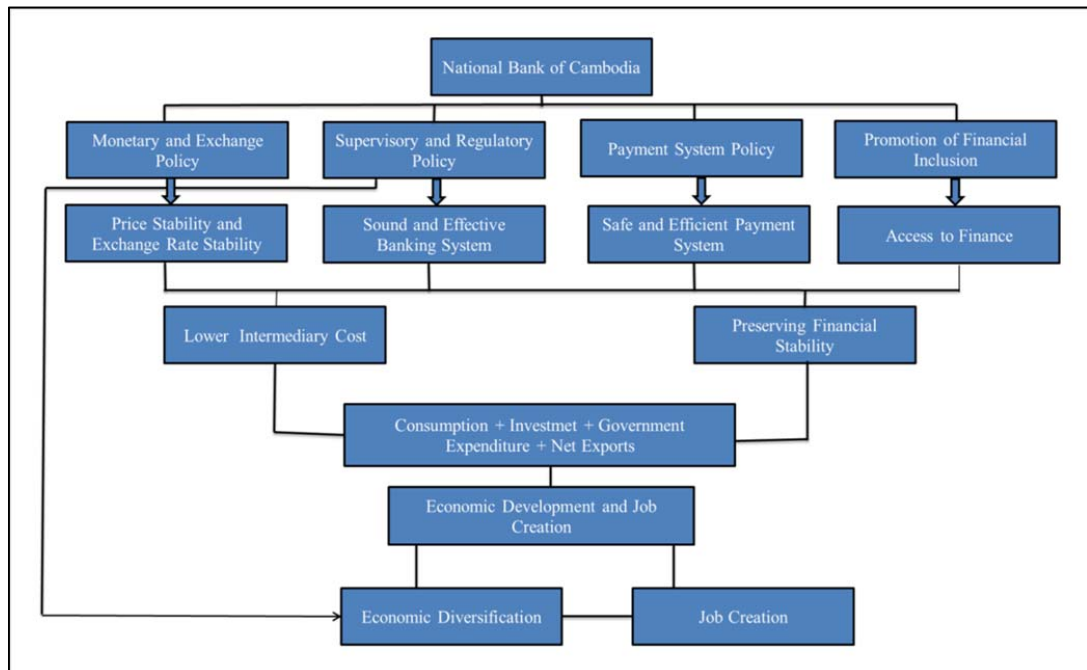 National Bank of Cambodia
Monetary and Exchange
Policy
Supervisory and Regulatory
Policy
Payment System Policy
Promotion of Financial
Inclusion
Price Stability and
Exchange Rate Stability
Sound and Effective
Banking System
Safe and Efficient Payment
System
Access to Finance
Lower Intermediary Cost
Preserving Financial
Stability
Consumption + Investmet + Government
Expenditure + Net Exports
Economic Development and Job
Creation
Economic Diversification
Job Creation